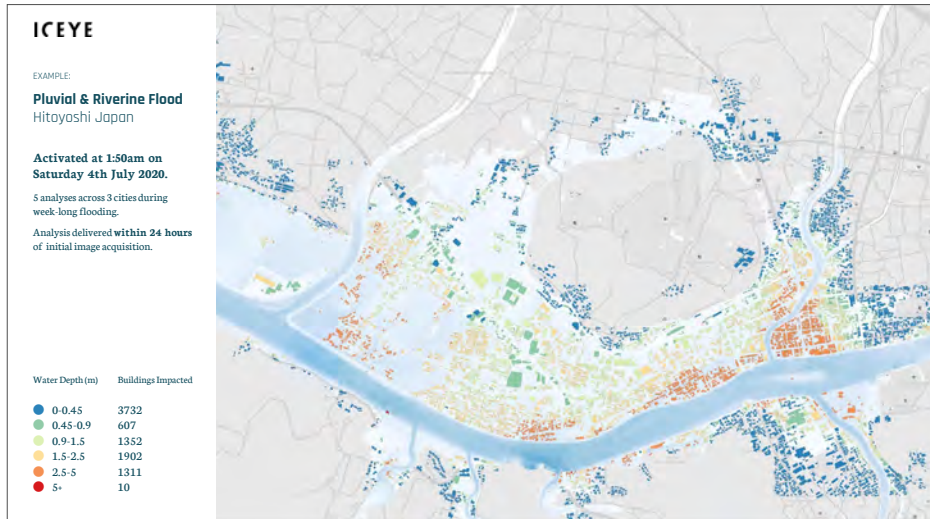 ICEYE
EXAMPLE:
Pluvial & Riverine Flood
Hitoyoshi Japan
Activated at 1:50am on
Saturday 4th July 2020.
5 analyses across 3 cities during
week-long flooding.
Analysis delivered within 24 hours
of initial image acquisition.
Water Depth (m) Buildings Impacted
0-0.45 3732
0.45-0.9 607
0.9-1.5 1352
1.5-2.5 1902
2.5-5 1311
5+ 10